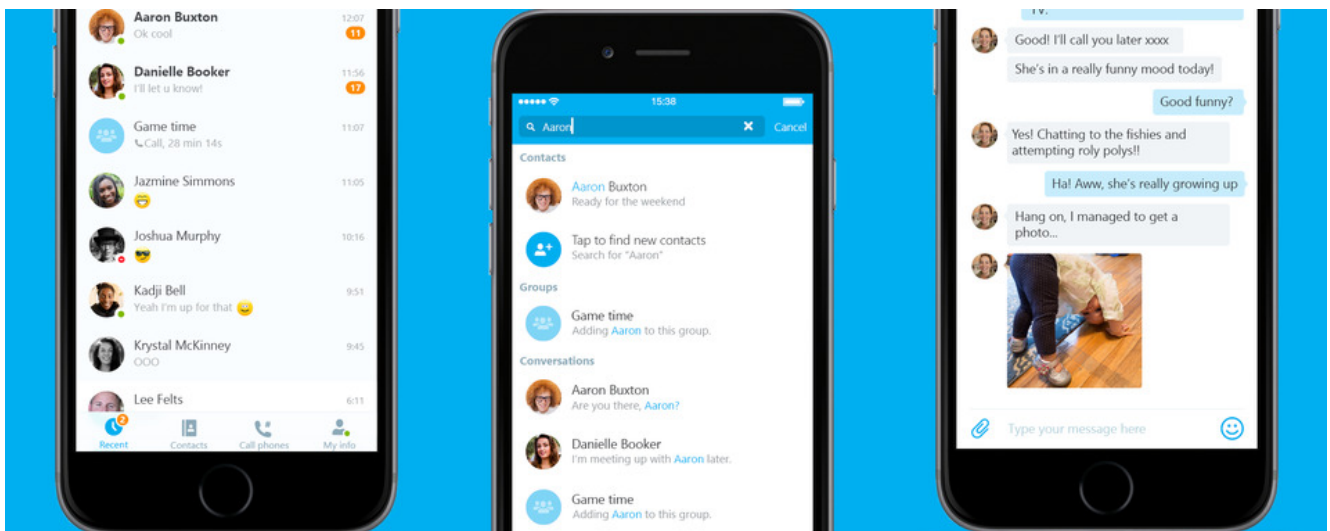 Aaron Buxton 12:07
Ok cool 11
Danielle Booker 11:56
I'll let u know! 17
Game time 11:07
Call, 28 min 14s
Jazmine Simmons 11:05
Joshua Murphy 10:16
Kadji Bell 9:51
Yeah I'm up for that
Krystal McKinney 9:45
OOO
Lee Felts 6:11
2
Recent Contacts Call phones My info
15:38
Aaron Cancel
Contacts
Aaron Buxton
Ready for the weekend
Tap to find new contacts
Search for "Aaron"
Groups
Game time
Adding Aaron to this group.
Conversations
Aaron Buxton
Are you there, Aaron?
Danielle Booker
I'm meeting up with Aaron later.
Game time
Adding Aaron to this group.
TV.
Good! I'll call you later xxxx
She's in a really funny mood today!
Good funny?
Yes! Chatting to the fishies and
attempting roly polys!!
Ha! Aww, she's really growing up
Hang on, I managed to get a
photo...
Type your message here